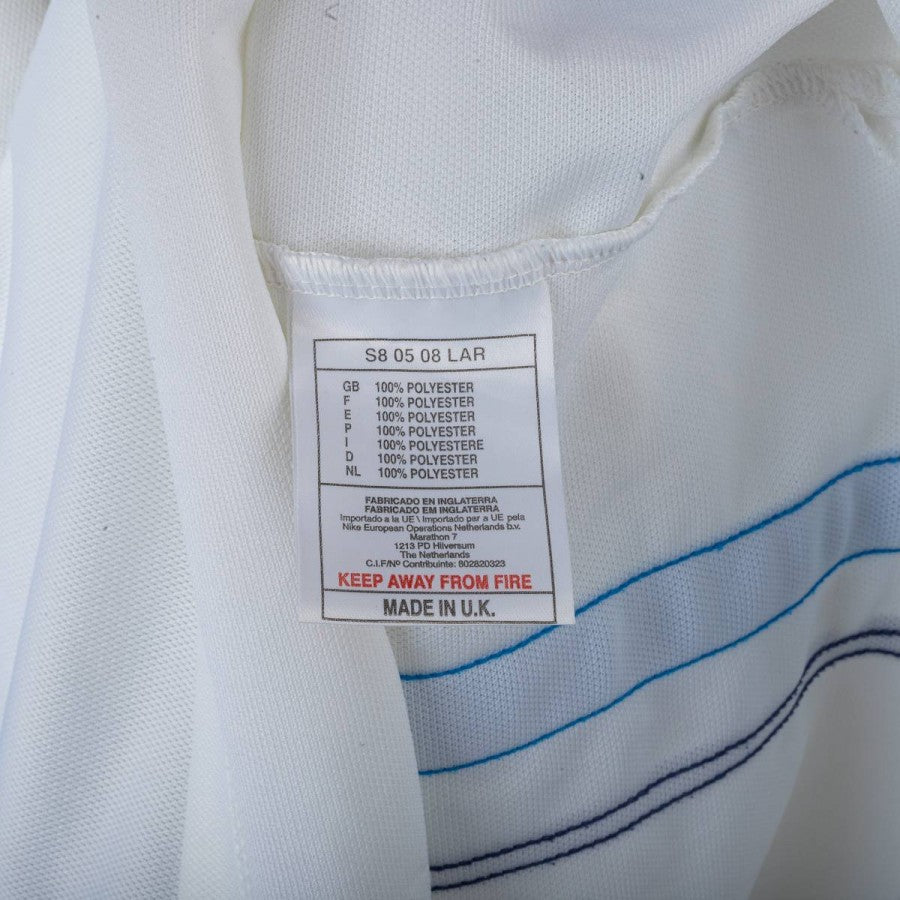 S8 05 08 LAR
GB 100% POLYESTER
F 100% POLYESTER
E 100% POLYESTER
P 100% POLYESTER
I 100% POLYESTERE
D 100% POLYESTER
NL 100% POLYESTER
FABRICADO EN INGLATERRA
FABRICADO EM INGLATERRA
Importado a la UE \ Importado par a UE pela
Nike European Operations Netherlands b.v.
Marathon 7
1213 PD Hilversum
The Netherlands
C.I.F/Nº Contribuinte: 802820323
KEEP AWAY FROM FIRE
MADE IN U.K.